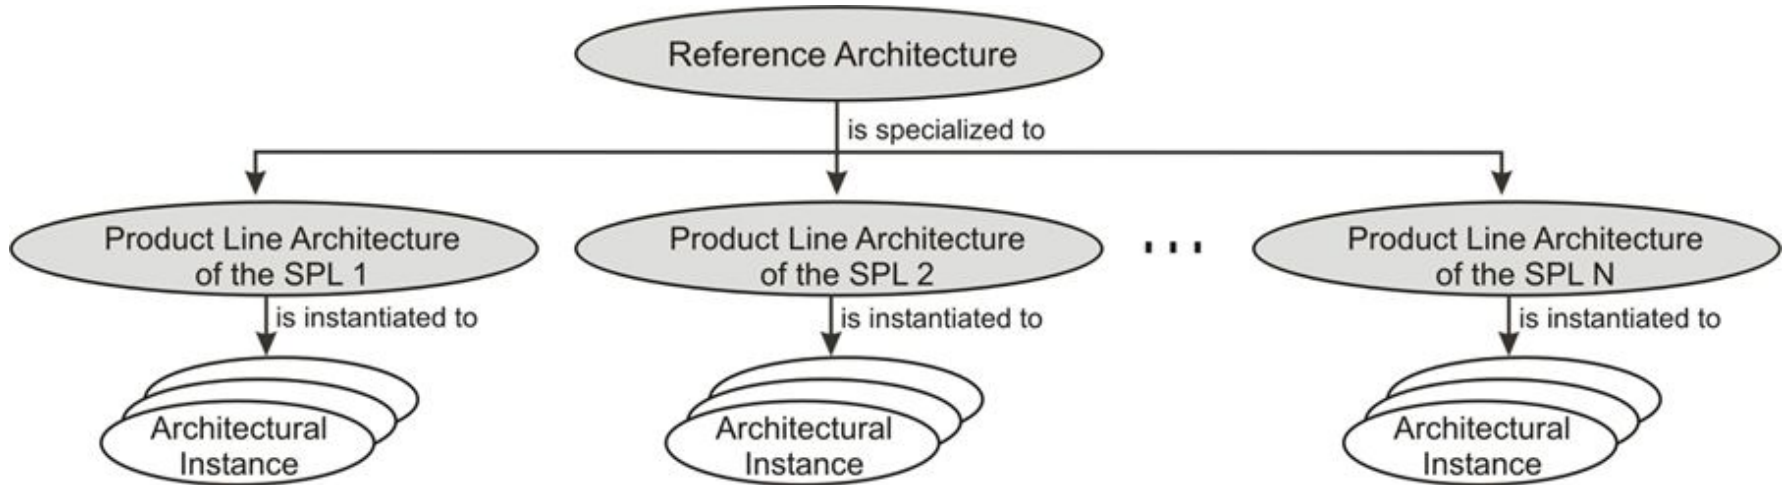 Reference Architecture
is specialized to
Product Line Architecture
of the SPL 1
Product Line Architecture
of the SPL 2
...
Product Line Architecture
of the SPL N
is instantiated to
is instantiated to
is instantiated to
Architectural
Instance
Architectural
Instance
Architectural
Instance